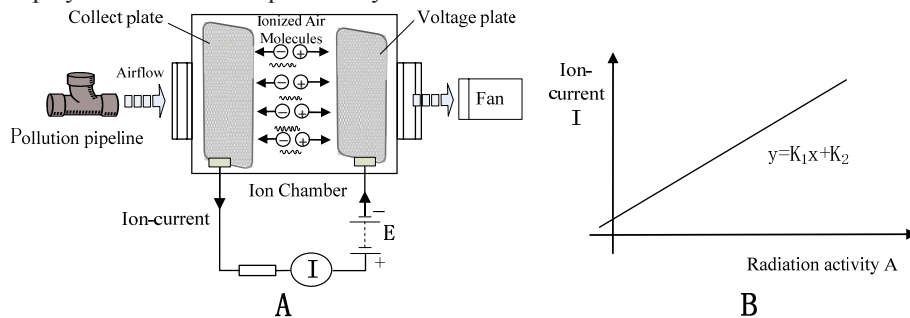 Collect plate
Ionized Air
Molecules
Voltage plate
Airflow
Pollution pipeline
Fan
Ion Chamber
Ion-current
I
E
−
+
A
Ion-
current
I
y=K₁x+K₂
Radiation activity A
B